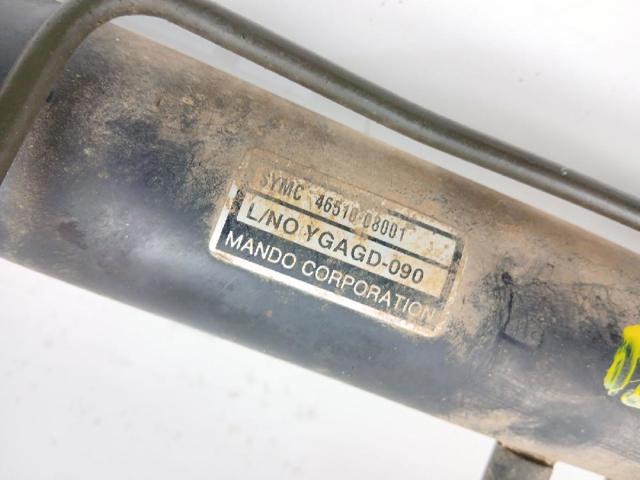 SYMC 46510-08001
L/NO YGAGD-090
MANDO CORPORATION